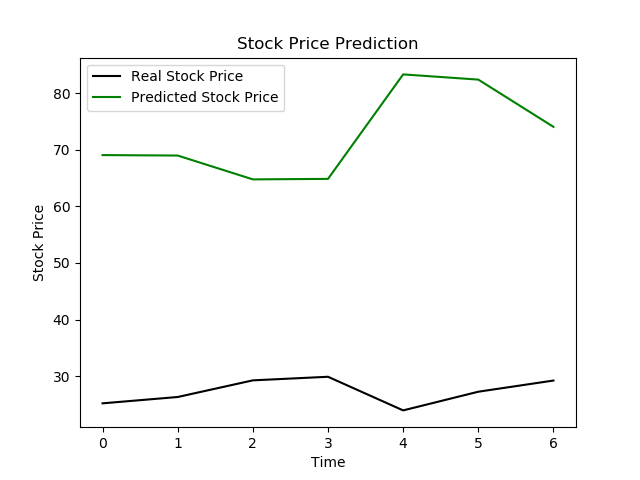 Stock Price Prediction
Real Stock Price
Predicted Stock Price
80
70
60
50
40
30
Stock Price
0 1 2 3 4 5 6
Time